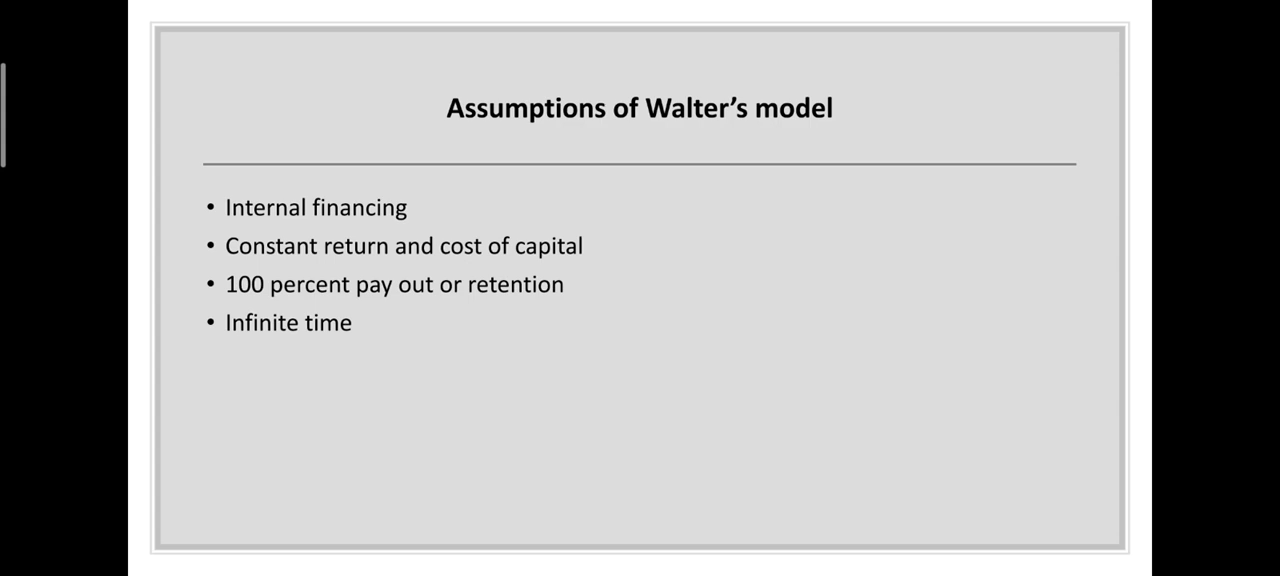 Assumptions of Walter’s model
• Internal financing
• Constant return and cost of capital
• 100 percent pay out or retention
• Infinite time